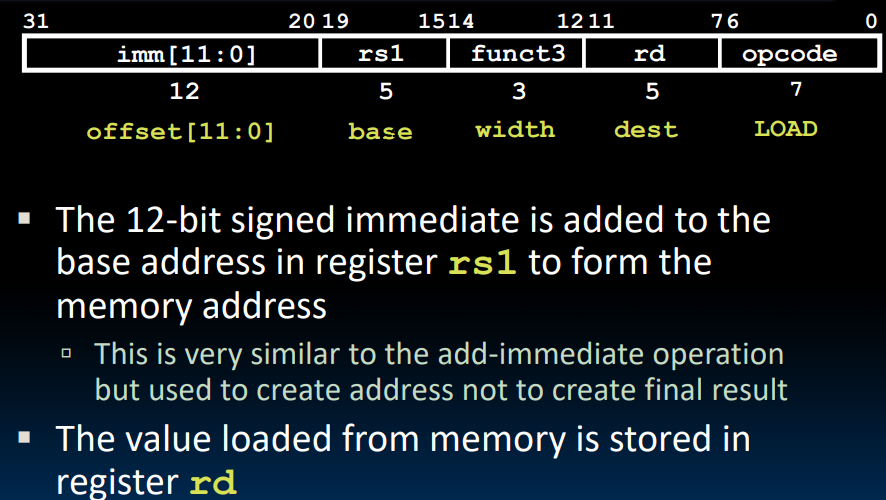 31 20 19 15 14 12 11 7 6 0
imm[11:0] rs1 funct3 rd opcode
12 5 3 5 7
offset[11:0] base width dest LOAD
▪ The 12-bit signed immediate is added to the
base address in register rs1 to form the
memory address
▫ This is very similar to the add-immediate operation
but used to create address not to create final result
▪ The value loaded from memory is stored in
register rd